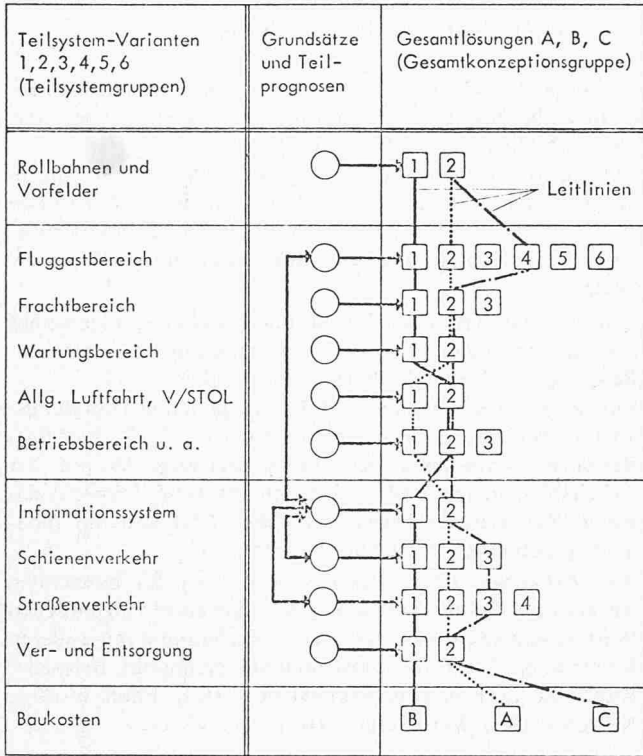 Teilsystem-Varianten
1,2,3,4,5,6
(Teilsystemgruppen)
Grundsätze
und Teil-
prognosen
Gesamtlösungen A, B, C
(Gesamtkonzeptionsgruppe)
Rollbahnen und
Vorfelder
1 2
Leitlinien
Fluggastbereich 1 2 3 4 5 6
Frachtbereich 1 2 3
Wartungsbereich 1 2
Allg. Luftfahrt, V/STOL 1 2
Betriebsbereich u. a. 1 2 3
Informationssystem 1 2
Schienenverkehr 1 2 3
Straßenverkehr 1 2 3 4
Ver- und Entsorgung 1 2
Baukosten B A C